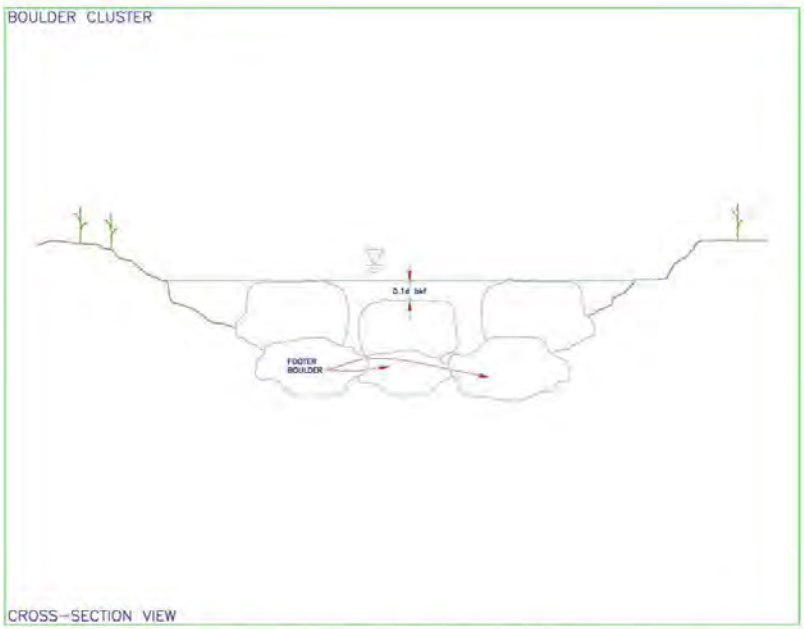 BOULDER CLUSTER
0.1d bkf
FOOTER
BOULDER
CROSS-SECTION VIEW